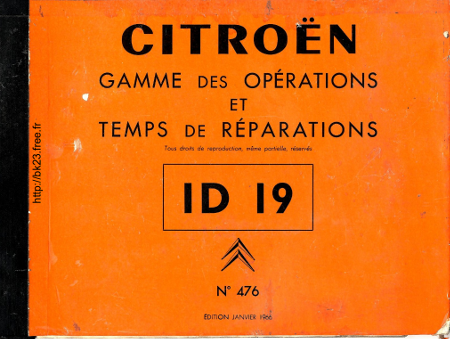 CITROËN
GAMME DES OPÉRATIONS
ET
TEMPS DE RÉPARATIONS
Tous droits de reproduction, même partielle, réservés
ID 19
N° 476
ÉDITION JANVIER 1966
http://bk23.free.fr